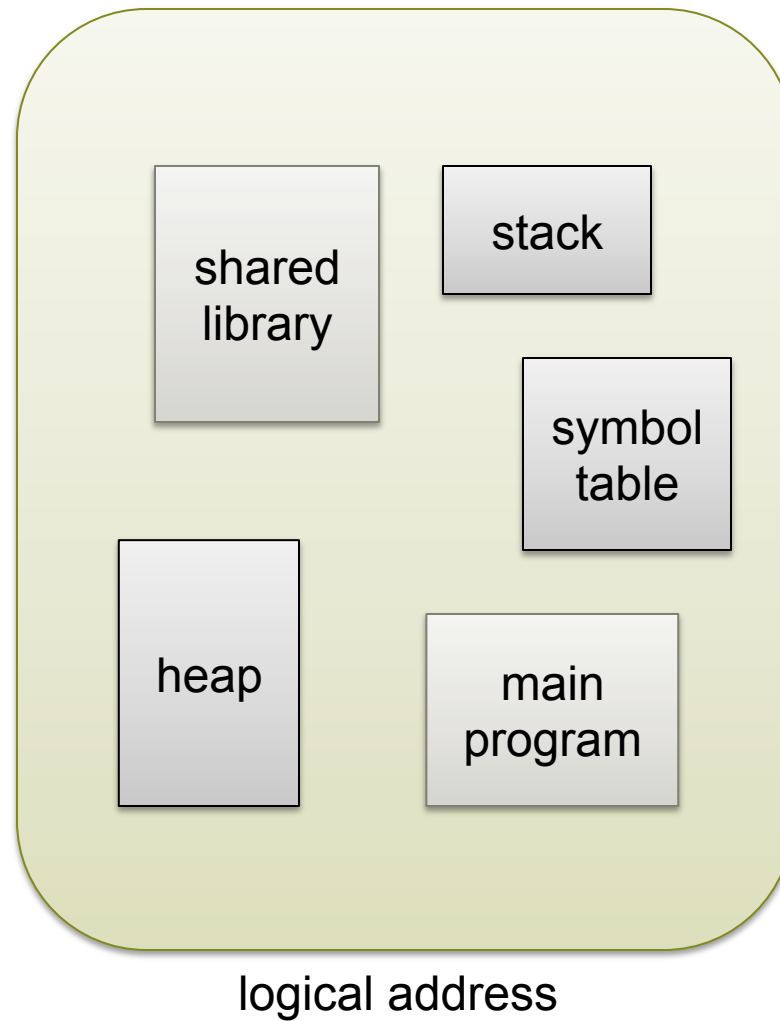 shared
library
stack
symbol
table
heap
main
program
logical address